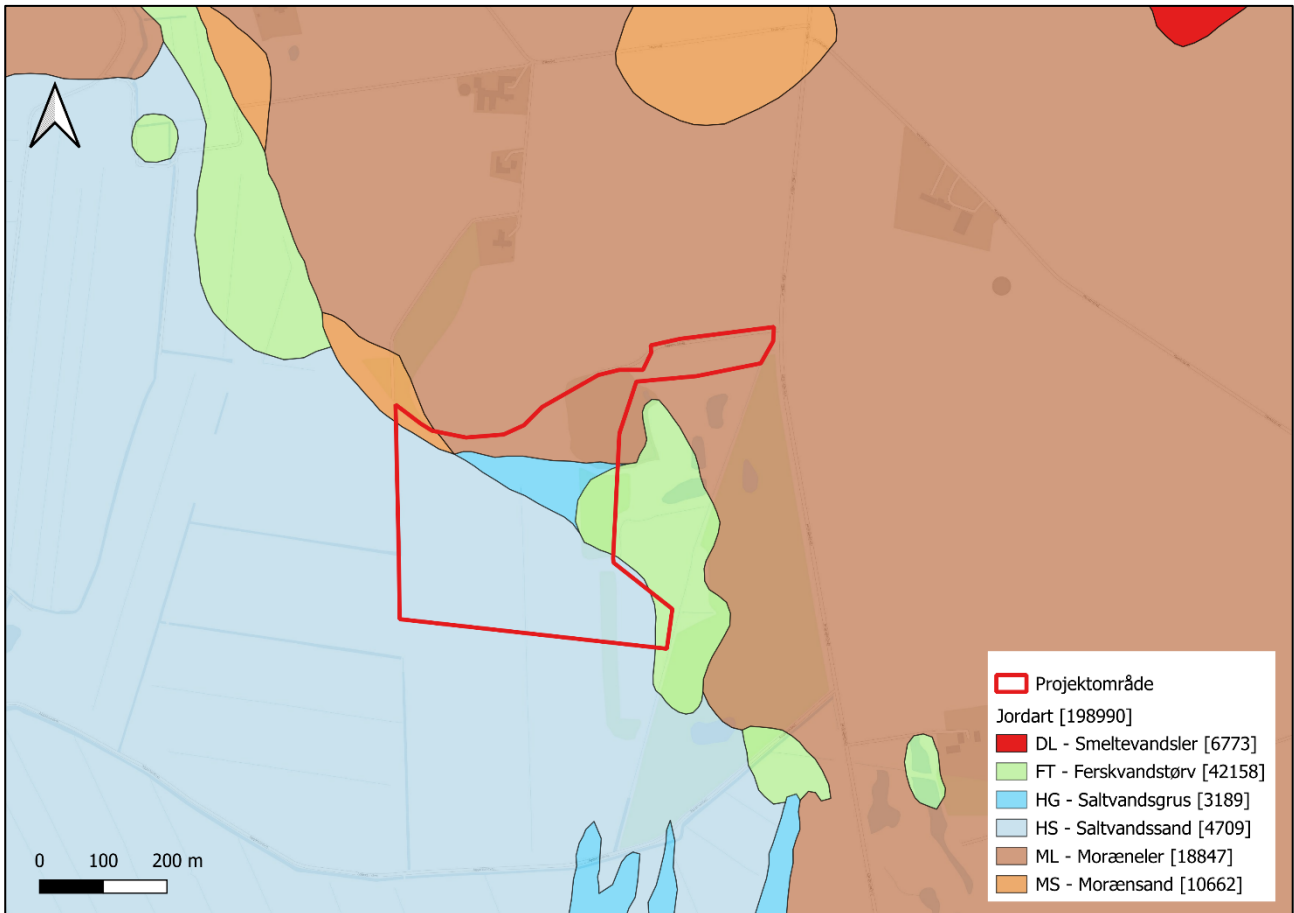 Projektområde
Jordart [198990]
DL - Smeltevandsler [6773]
FT - Ferskvandstørv [42158]
HG - Saltvandsgrus [3189]
HS - Saltvandssand [4709]
ML - Moræneler [18847]
MS - Morænsand [10662]
0 100 200 m